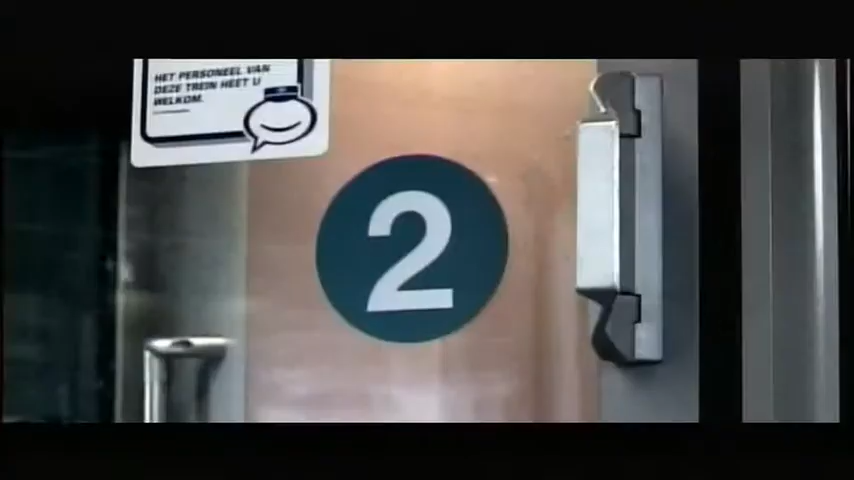 HET PERSONEEL VAN
DEZE TREIN HEET U
WELKOM.
2